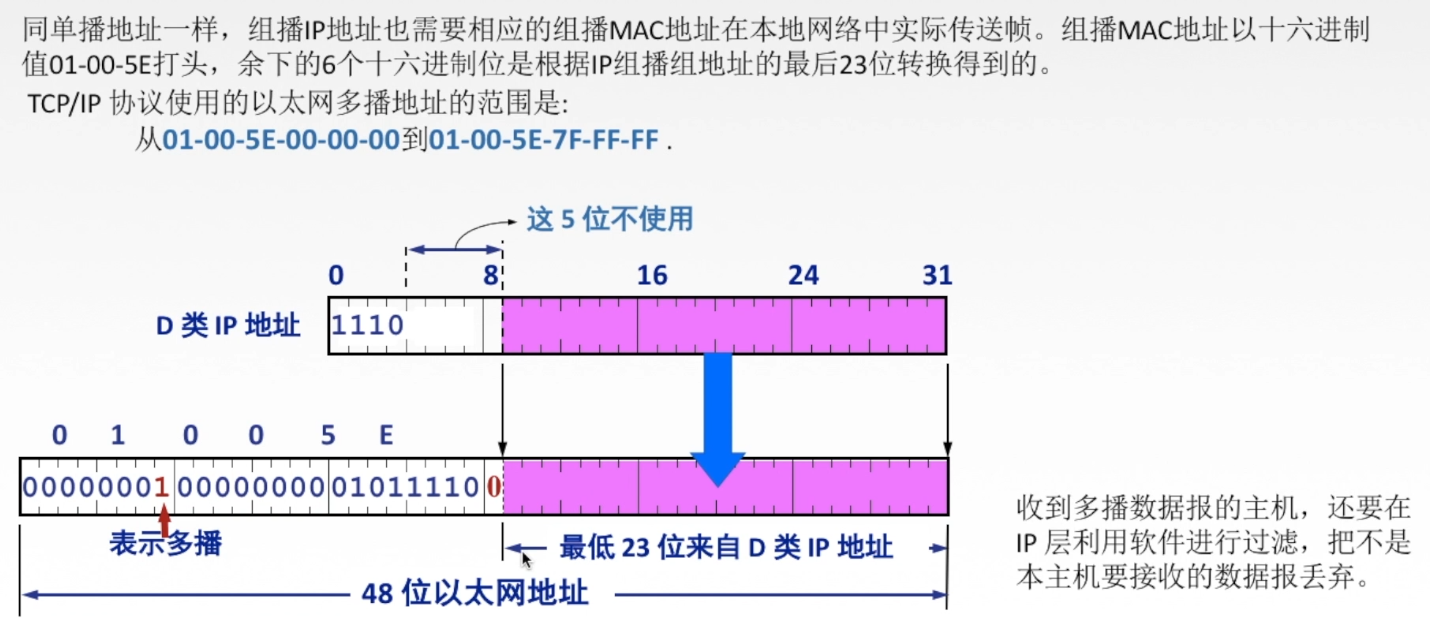 同单播地址一样，组播IP地址也需要相应的组播MAC地址在本地网络中实际传送帧。组播MAC地址以十六进制
值01-00-5E打头，余下的6个十六进制位是根据IP组播组地址的最后23位转换得到的。
TCP/IP 协议使用的以太网多播地址的范围是:
从01-00-5E-00-00-00到01-00-5E-7F-FF-FF .
这 5 位不使用
0 8 16 24 31
D 类 IP 地址 1110
0 1 0 0 5 E
00000001 00000000 01011110 0
表示多播
最低 23 位来自 D 类 IP 地址
48 位以太网地址
收到多播数据报的主机，还要在
IP 层利用软件进行过滤，把不是
本主机要接收的数据报丢弃。